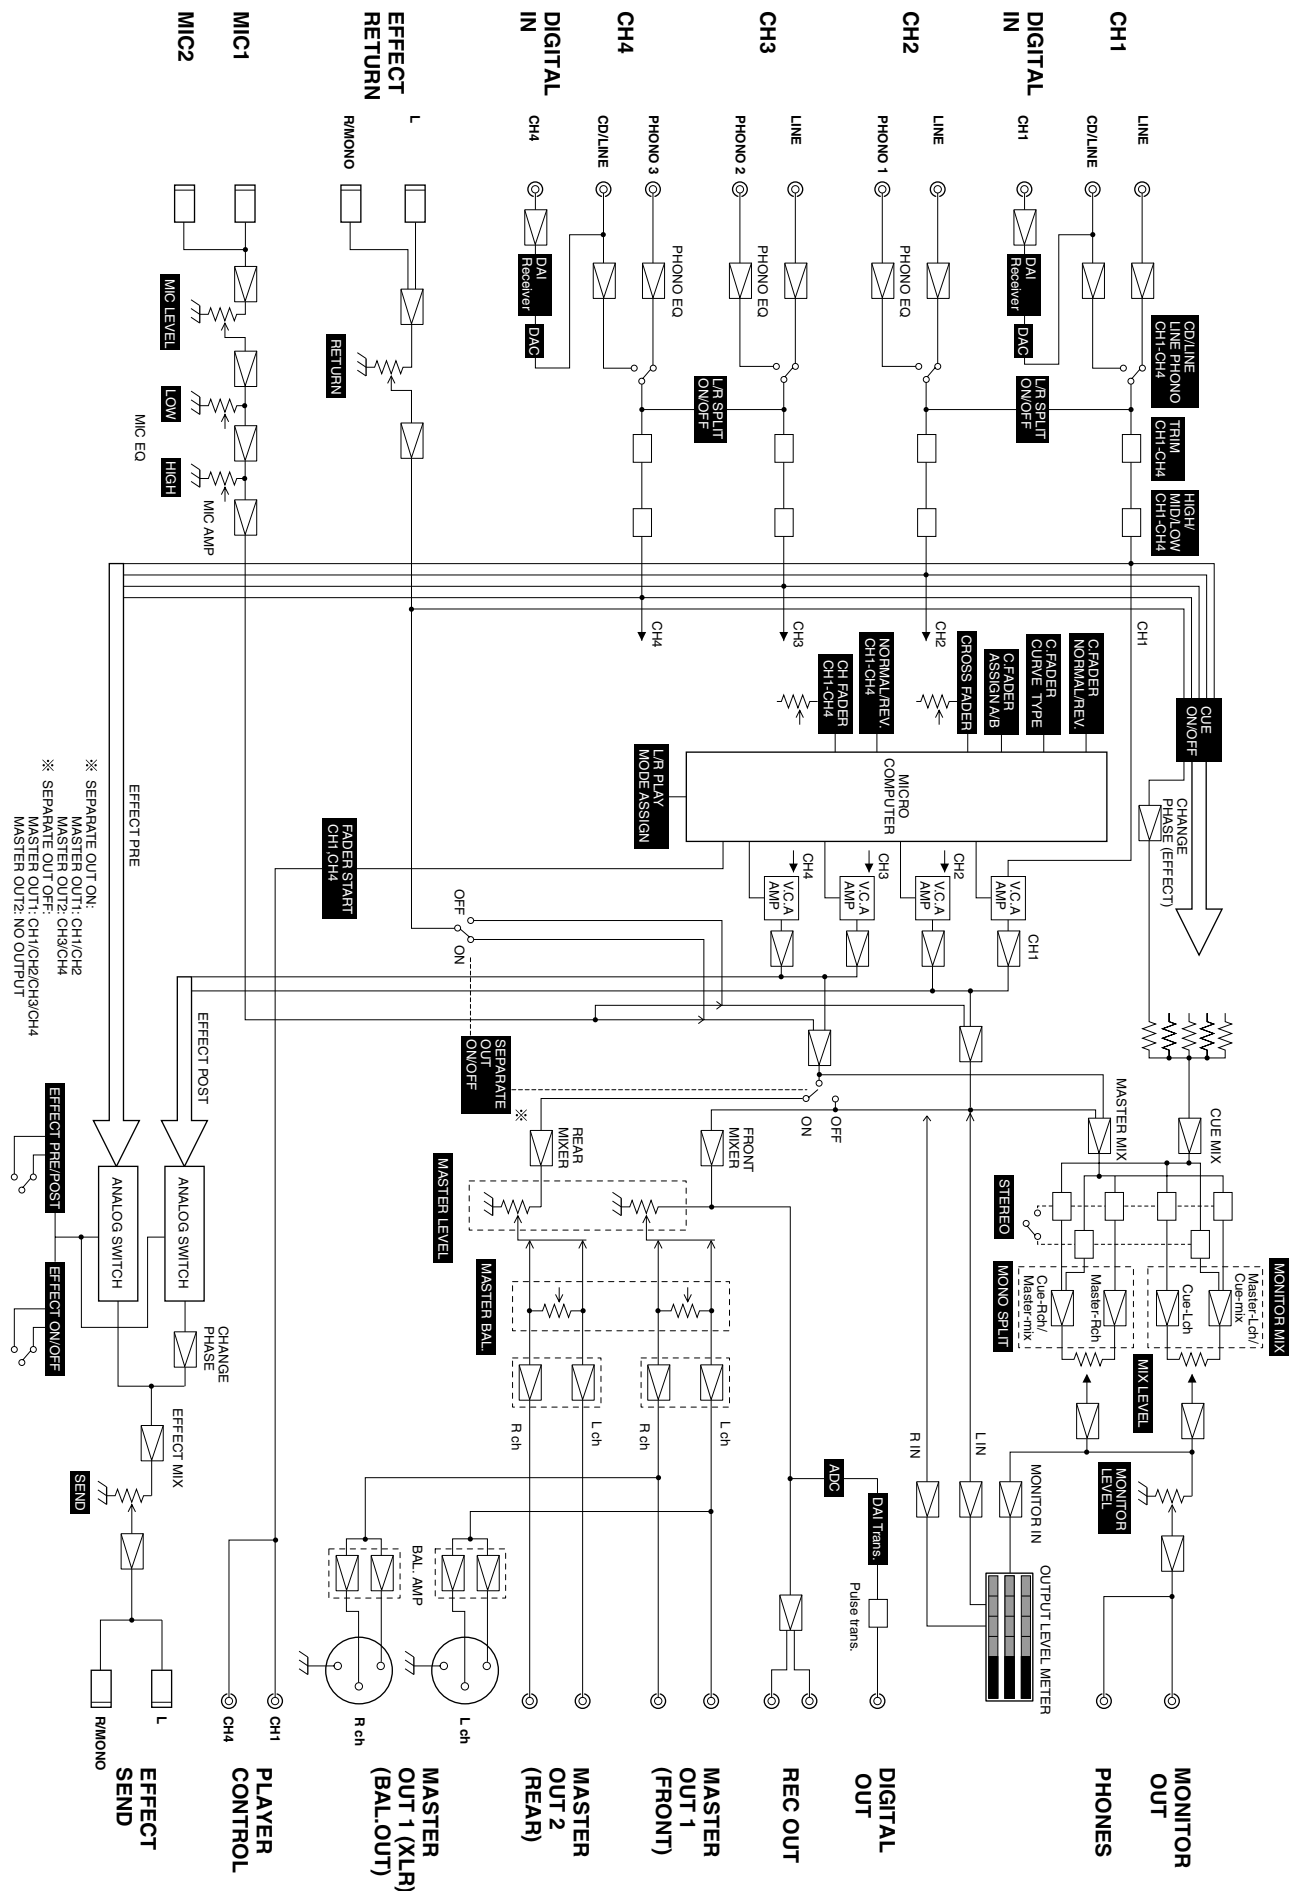 CH1
DIGITAL
IN
CH2
CH3
CH4
DIGITAL
IN
EFFECT
RETURN
MIC1
MIC2
LINE
CD/LINE
CH1
LINE
PHONO 1
LINE
PHONO 2
PHONO 3
CD/LINE
CH4
L
R/MONO
DAI
Receiver
DAC
PHONO EQ
PHONO EQ
PHONO EQ
DAI
Receiver
DAC
CD/LINE
LINE PHONO
CH1-CH4
TRIM
CH1-CH4
HIGH/
MID/LOW
CH1-CH4
L/R SPLIT
ON/OFF
L/R SPLIT
ON/OFF
RETURN
MIC LEVEL
LOW
HIGH
MIC EQ
MIC AMP
CH1
CH2
CH3
CH4
CUE
ON/OFF
CHANGE
PHASE (EFFECT)
C.FADER
NORMAL/REV.
C.FADER
CURVE TYPE
C.FADER
ASSIGN A/B
CROSS FADER
NORMAL/REV.
CH1-CH4
CH FADER
CH1-CH4
MICRO
COMPUTER
L/R PLAY
MODE ASSIGN
FADER START
CH1,CH4
V.C.A
AMP
CH1
CH2
V.C.A
AMP
CH3
V.C.A
AMP
CH4
V.C.A
AMP
OFF
ON
EFFECT PRE
EFFECT POST
※ SEPARATE OUT ON:
MASTER OUT1: CH1/CH2
MASTER OUT2: CH3/CH4
※ SEPARATE OUT OFF:
MASTER OUT1: CH1/CH2/CH3/CH4
MASTER OUT2: NO OUTPUT
SEPARATE
OUT
ON/OFF
※
OFF
ON
MASTER MIX
CUE MIX
FRONT
MIXER
REAR
MIXER
MASTER LEVEL
MASTER BAL.
STEREO
MONITOR MIX
Master-Lch/
Cue-mix
Cue-Lch
Master-Rch
Cue-Rch/
Master-mix
MONO SPLIT
MIX LEVEL
EFFECT PRE/POST
ANALOG SWITCH
ANALOG SWITCH
EFFECT ON/OFF
CHANGE
PHASE
EFFECT MIX
SEND
L ch
R ch
L ch
R ch
R IN
L IN
MONITOR IN
MONITOR
LEVEL
ADC
DAI Trans.
Pulse trans.
OUTPUT LEVEL METER
BAL. AMP
L ch
R ch
CH1
CH4
L
R/MONO
MONITOR
OUT
PHONES
DIGITAL
OUT
REC OUT
MASTER
OUT 1
(FRONT)
MASTER
OUT 2
(REAR)
MASTER
OUT 1 (XLR)
(BAL.OUT)
PLAYER
CONTROL
EFFECT
SEND